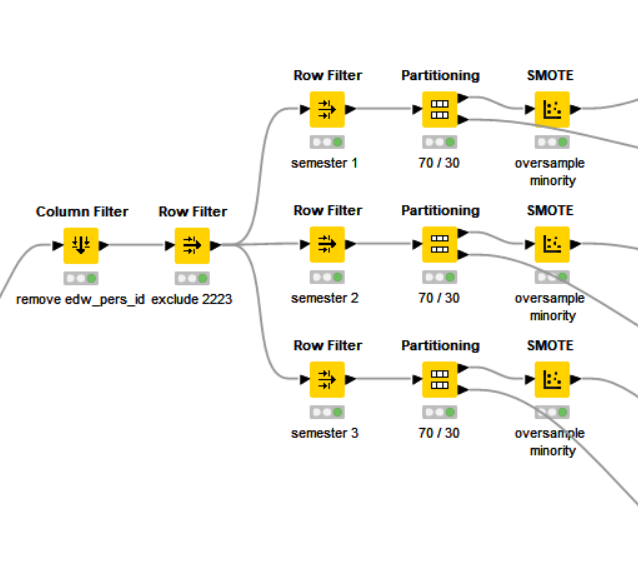 Row Filter Partitioning SMOTE
semester 1 70 / 30 oversample
minority
Column Filter Row Filter Row Filter Partitioning SMOTE
remove edw_pers_id exclude 2223 semester 2 70 / 30 oversample
minority
Row Filter Partitioning SMOTE
semester 3 70 / 30 oversample
minority